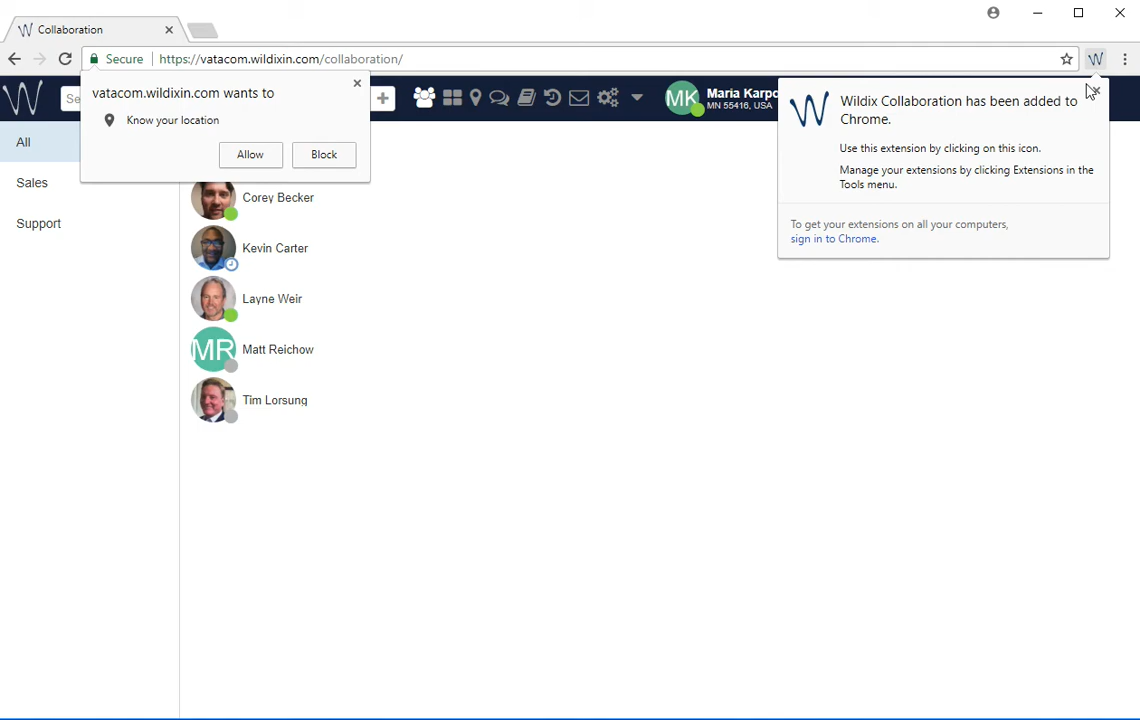 Collaboration
Secure https://vatacom.wildixin.com/collaboration/
W
Se
MK
Maria Karpo
MN 55416, USA
vatacom.wildixin.com wants to
Know your location
Allow Block
Wildix Collaboration has been added to
Chrome.
Use this extension by clicking on this icon.
Manage your extensions by clicking Extensions in the
Tools menu.
To get your extensions on all your computers,
sign in to Chrome.
All
Sales
Support
Corey Becker
Kevin Carter
Layne Weir
MR Matt Reichow
Tim Lorsung